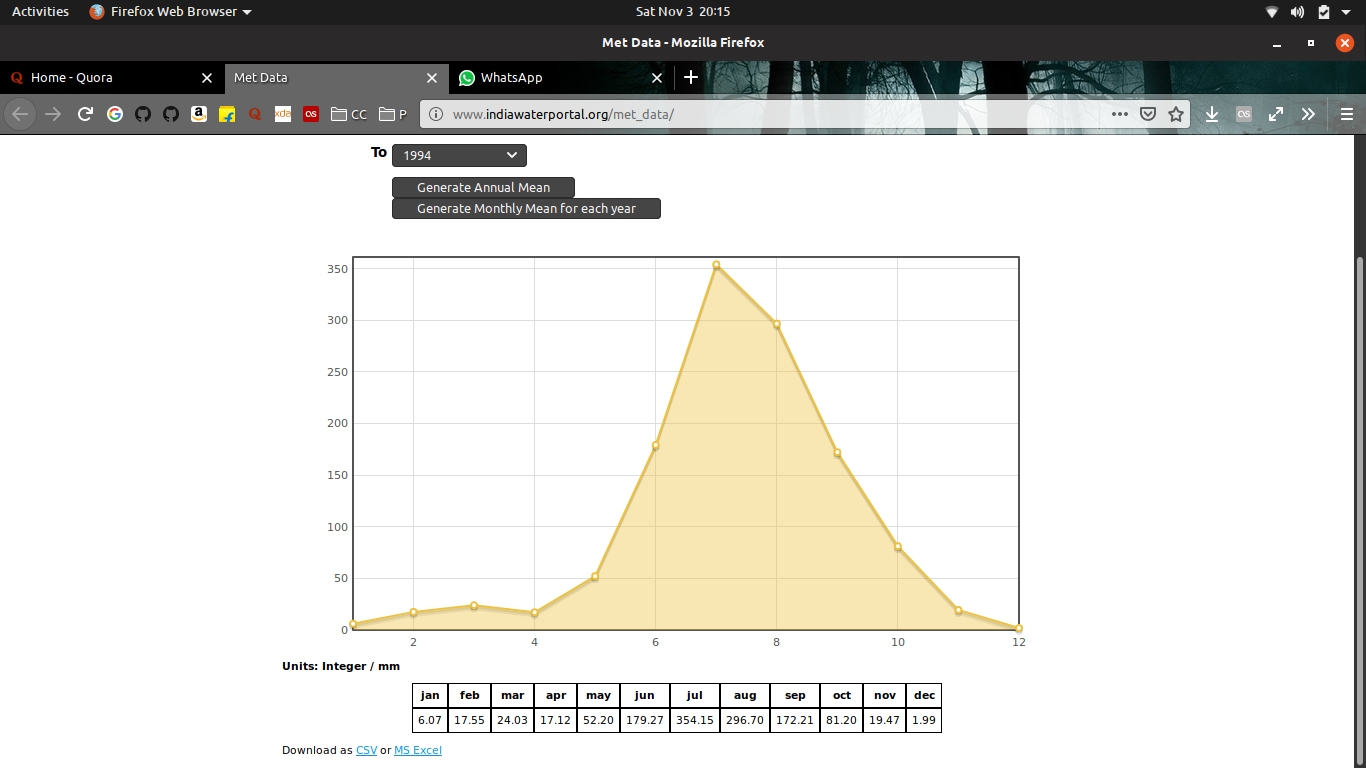 Activities Firefox Web Browser Sat Nov 3 20:15
Met Data - Mozilla Firefox
Home - Quora Met Data WhatsApp
CC P www.indiawaterportal.org/met_data/
To 1994
Generate Annual Mean
Generate Monthly Mean for each year
350
300
250
200
150
100
50
0
2 4 6 8 10 12
Units: Integer / mm
jan feb mar apr may jun jul aug sep oct nov dec
6.07 17.55 24.03 17.12 52.20 179.27 354.15 296.70 172.21 81.20 19.47 1.99
Download as CSV or MS Excel